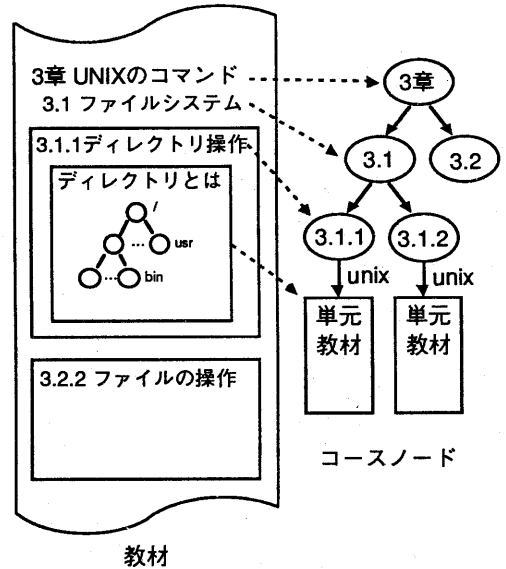 3章 UNIXのコマンド
3.1 ファイルシステム
3.1.1ディレクトリ操作
ディレクトリとは
/
usr
bin
3.2.2 ファイルの操作
教材
3章
3.1
3.2
3.1.1
3.1.2
unix
unix
単元
教材
単元
教材
コースノード